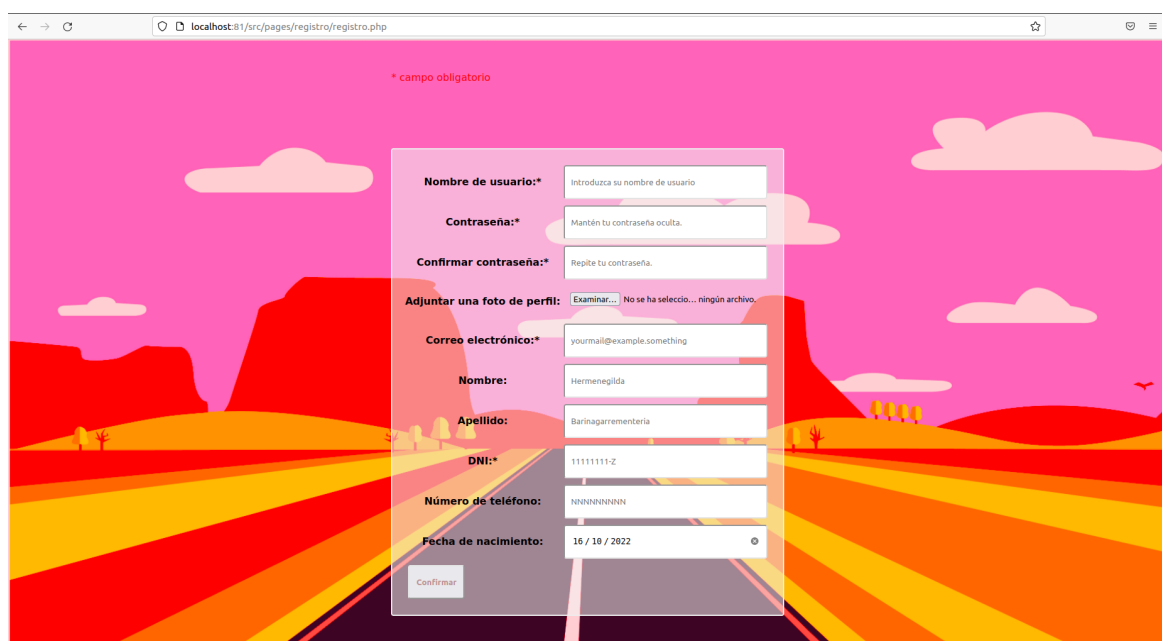 localhost:81/src/pages/registro/registro.php
* campo obligatorio
Nombre de usuario:* Introduzca su nombre de usuario
Contraseña:* Mantén tu contraseña oculta.
Confirmar contraseña:* Repite tu contraseña.
Adjuntar una foto de perfil: Examinar... No se ha seleccio... ningún archivo.
Correo electrónico:* yourmail@example.something
Nombre: Hermenegilda
Apellido: Barinagarrementeria
DNI:* 11111111-Z
Número de teléfono: NNNNNNNNN
Fecha de nacimiento: 16 / 10 / 2022
Confirmar